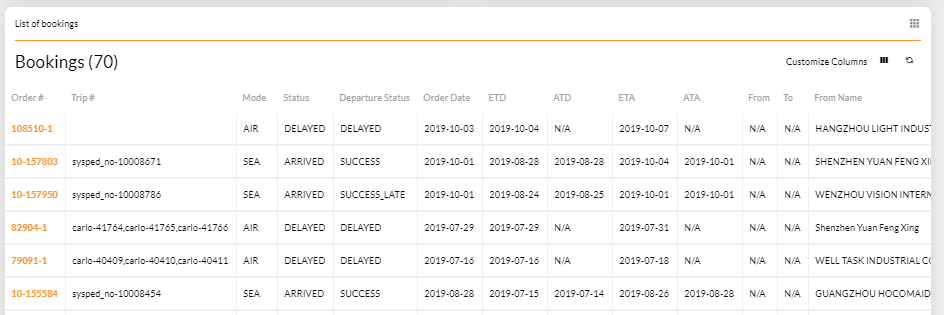 List of bookings
Bookings (70)
Customize Columns
Order # Trip # Mode Status Departure Status Order Date ETD ATD ETA ATA From To From Name
108510-1 AIR DELAYED DELAYED 2019-10-03 2019-10-04 N/A 2019-10-07 N/A N/A N/A HANGZHOU LIGHT INDUST
10-157803 sysped_no-10008671 SEA ARRIVED SUCCESS 2019-10-01 2019-08-28 2019-08-28 2019-10-04 2019-10-01 N/A N/A SHENZHEN YUAN FENG XI
10-157950 sysped_no-10008786 SEA ARRIVED SUCCESS_LATE 2019-10-01 2019-08-24 2019-08-25 2019-10-01 2019-10-01 N/A N/A WENZHOU VISION INTERN
82904-1 carlo-41764,carlo-41765,carlo-41766 AIR DELAYED DELAYED 2019-07-29 2019-07-29 N/A 2019-07-31 N/A N/A N/A Shenzhen Yuan Feng Xing
79091-1 carlo-40409,carlo-40410,carlo-40411 AIR DELAYED DELAYED 2019-07-16 2019-07-16 N/A 2019-07-18 N/A N/A N/A WELL TASK INDUSTRIAL CO
10-155584 sysped_no-10008454 SEA ARRIVED SUCCESS 2019-08-28 2019-07-15 2019-07-14 2019-08-26 2019-08-28 N/A N/A GUANGZHOU HOCOMAID